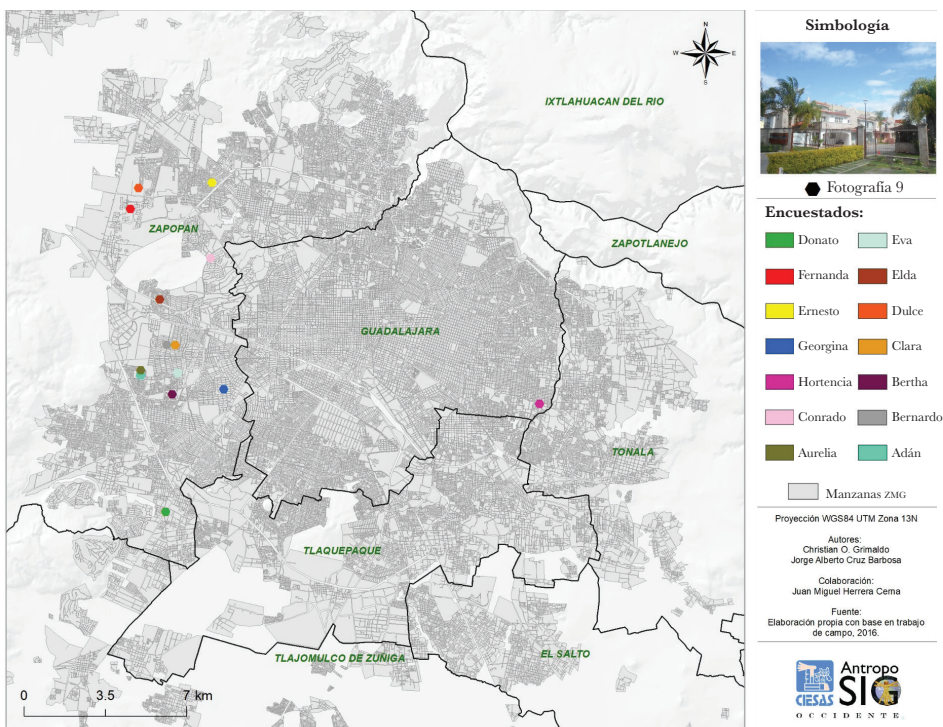 N
W
E
S
IXTLAHUACAN DEL RIO
ZAPOPAN
ZAPOTLANEJO
GUADALAJARA
TONALA
TLAQUEPAQUE
TLAJOMULCO DE ZUÑIGA
EL SALTO
0 3.5 7 km
Simbología
Fotografía 9
Encuestados:
Donato Eva
Fernanda Elda
Ernesto Dulce
Georgina Clara
Hortencia Bertha
Conrado Bernardo
Aurelia Adán
Manzanas ZMG
Proyección WGS84 UTM Zona 13N
Autores:
Christian O. Grimaldo
Jorge Alberto Cruz Barbosa
Colaboración:
Juan Miguel Herrera Cema
Fuente:
Elaboración propia con base en trabajo
de campo, 2016.
CIESAS
Antropo
SIG
OCCIDENTE